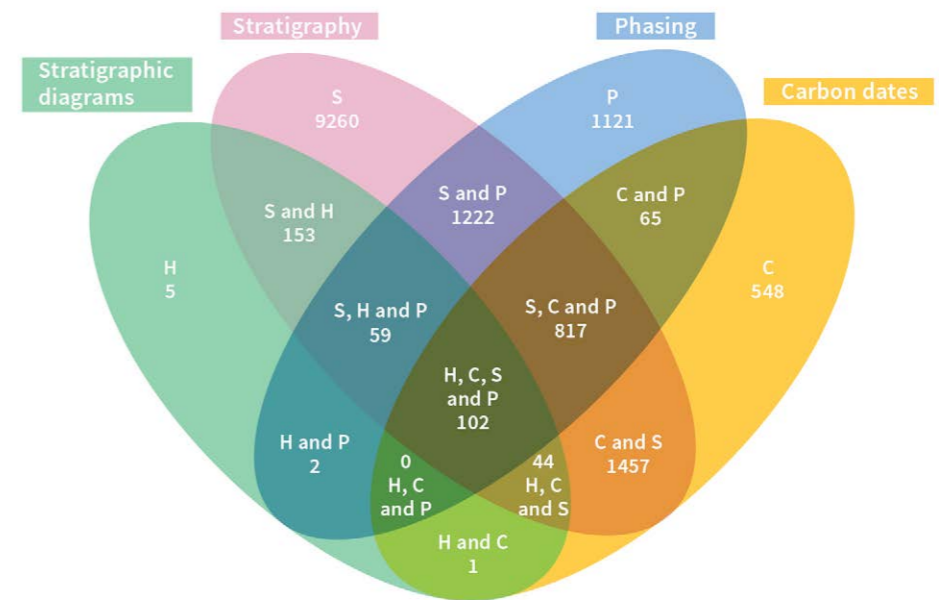 Stratigraphy
Phasing
Stratigraphic
diagrams
Carbon dates
S
9260
P
1121
S and P
1222
C and P
65
S and H
153
H
5
C
548
S, H and P
59
S, C and P
817
H, C, S
and P
102
H and P
2
0
H, C
and P
44
H, C
and S
C and S
1457
H and C
1